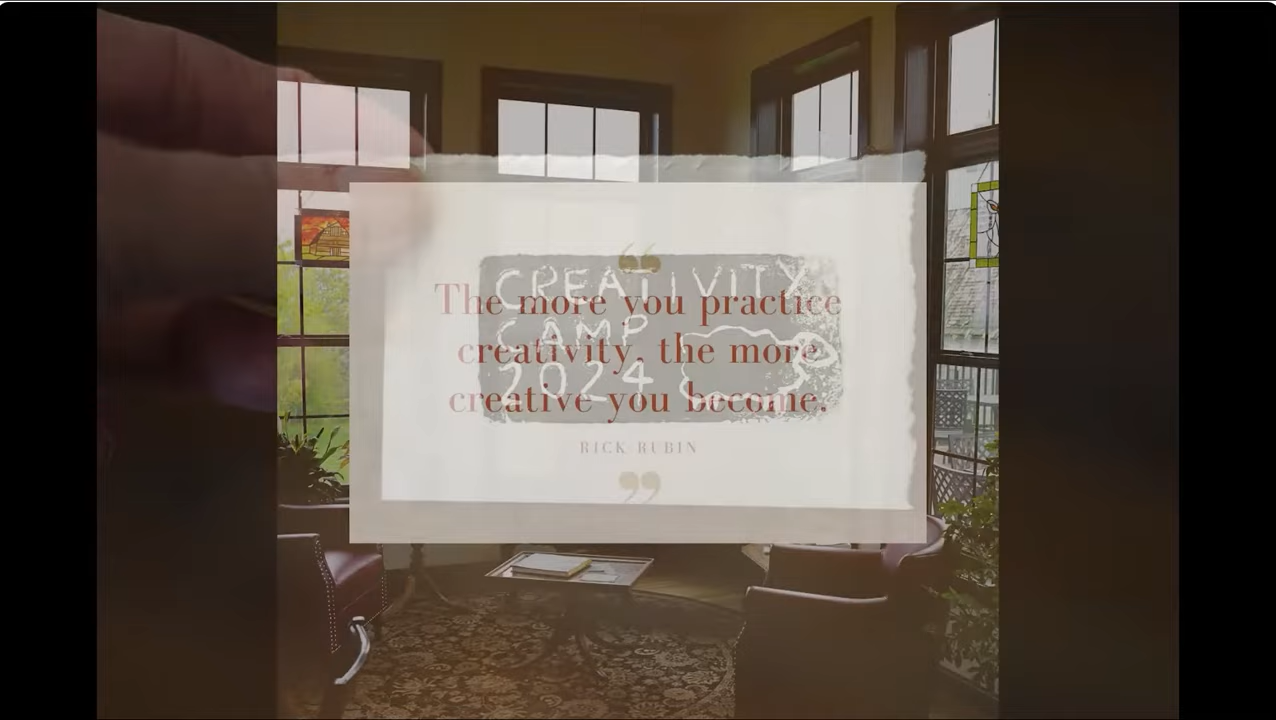 “
The more you practice
creativity, the more
creative you become.
RICK RUBIN
”
CREATIVITY
CAMP
2024